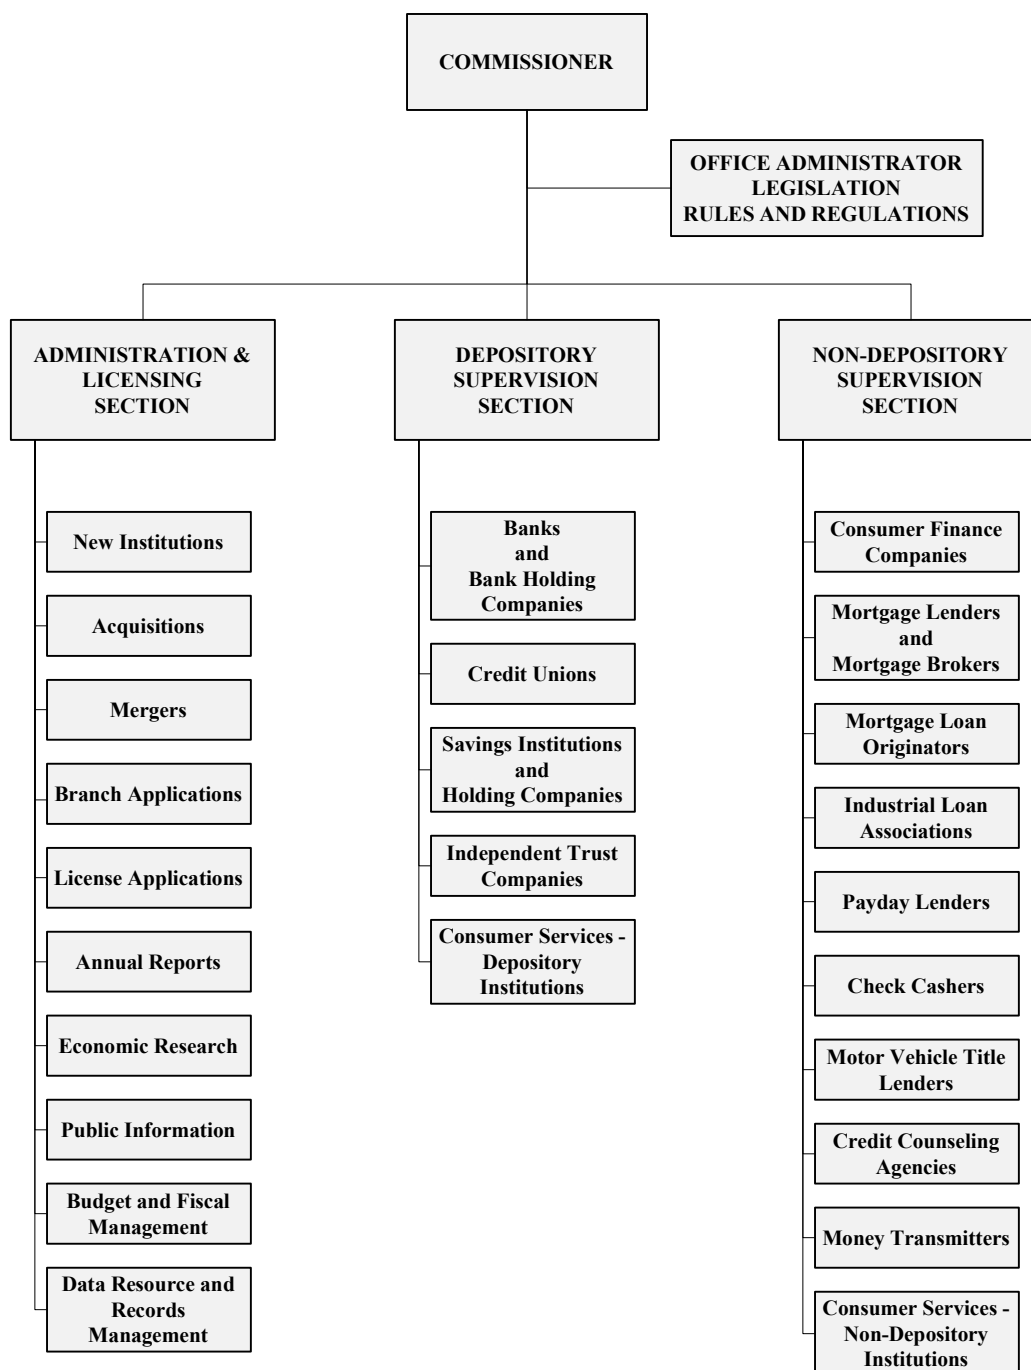 COMMISSIONER
OFFICE ADMINISTRATOR
LEGISLATION
RULES AND REGULATIONS
ADMINISTRATION &
LICENSING
SECTION
New Institutions
Acquisitions
Mergers
Branch Applications
License Applications
Annual Reports
Economic Research
Public Information
Budget and Fiscal
Management
Data Resource and
Records
Management
DEPOSITORY
SUPERVISION
SECTION
Banks
and
Bank Holding
Companies
Credit Unions
Savings Institutions
and
Holding Companies
Independent Trust
Companies
Consumer Services -
Depository
Institutions
NON-DEPOSITORY
SUPERVISION
SECTION
Consumer Finance
Companies
Mortgage Lenders
and
Mortgage Brokers
Mortgage Loan
Originators
Industrial Loan
Associations
Payday Lenders
Check Cashers
Motor Vehicle Title
Lenders
Credit Counseling
Agencies
Money Transmitters
Consumer Services -
Non-Depository
Institutions